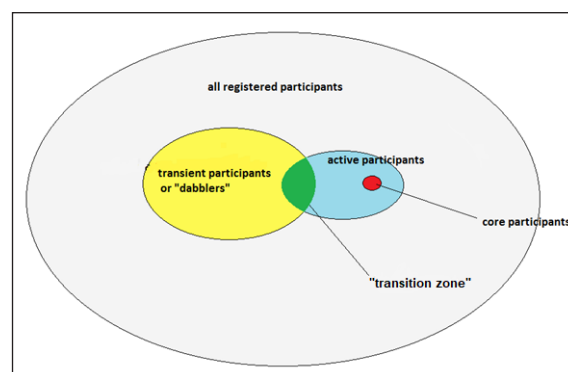 all registered participants
active participants
transient participants
or "dabblers"
core participants
"transition zone"